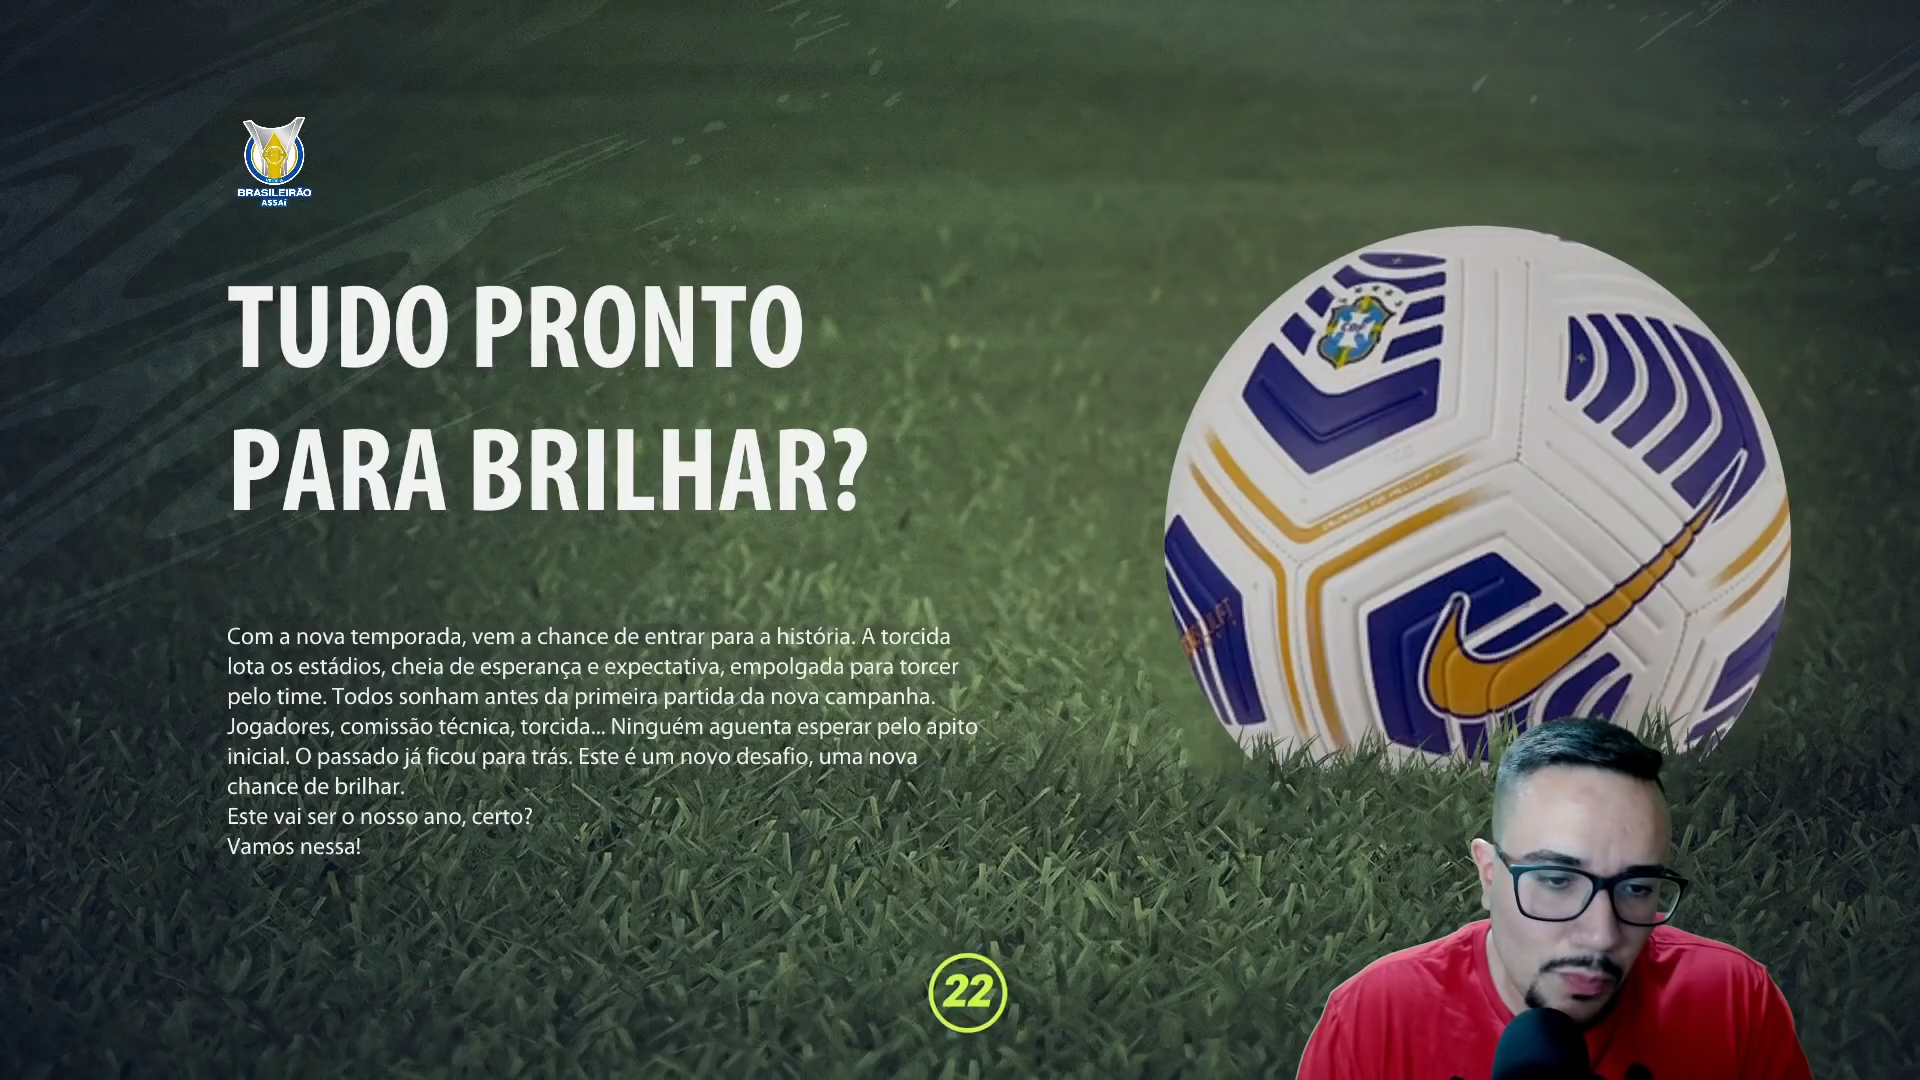 BRASILEIRÃO
ASSAÍ
TUDO PRONTO
PARA BRILHAR?
Com a nova temporada, vem a chance de entrar para a história. A torcida
lota os estádios, cheia de esperança e expectativa, empolgada para torcer
pelo time. Todos sonham antes da primeira partida da nova campanha.
Jogadores, comissão técnica, torcida... Ninguém aguenta esperar pelo apito
inicial. O passado já ficou para trás. Este é um novo desafio, uma nova
chance de brilhar.
Este vai ser o nosso ano, certo?
Vamos nessa!
CBF
22